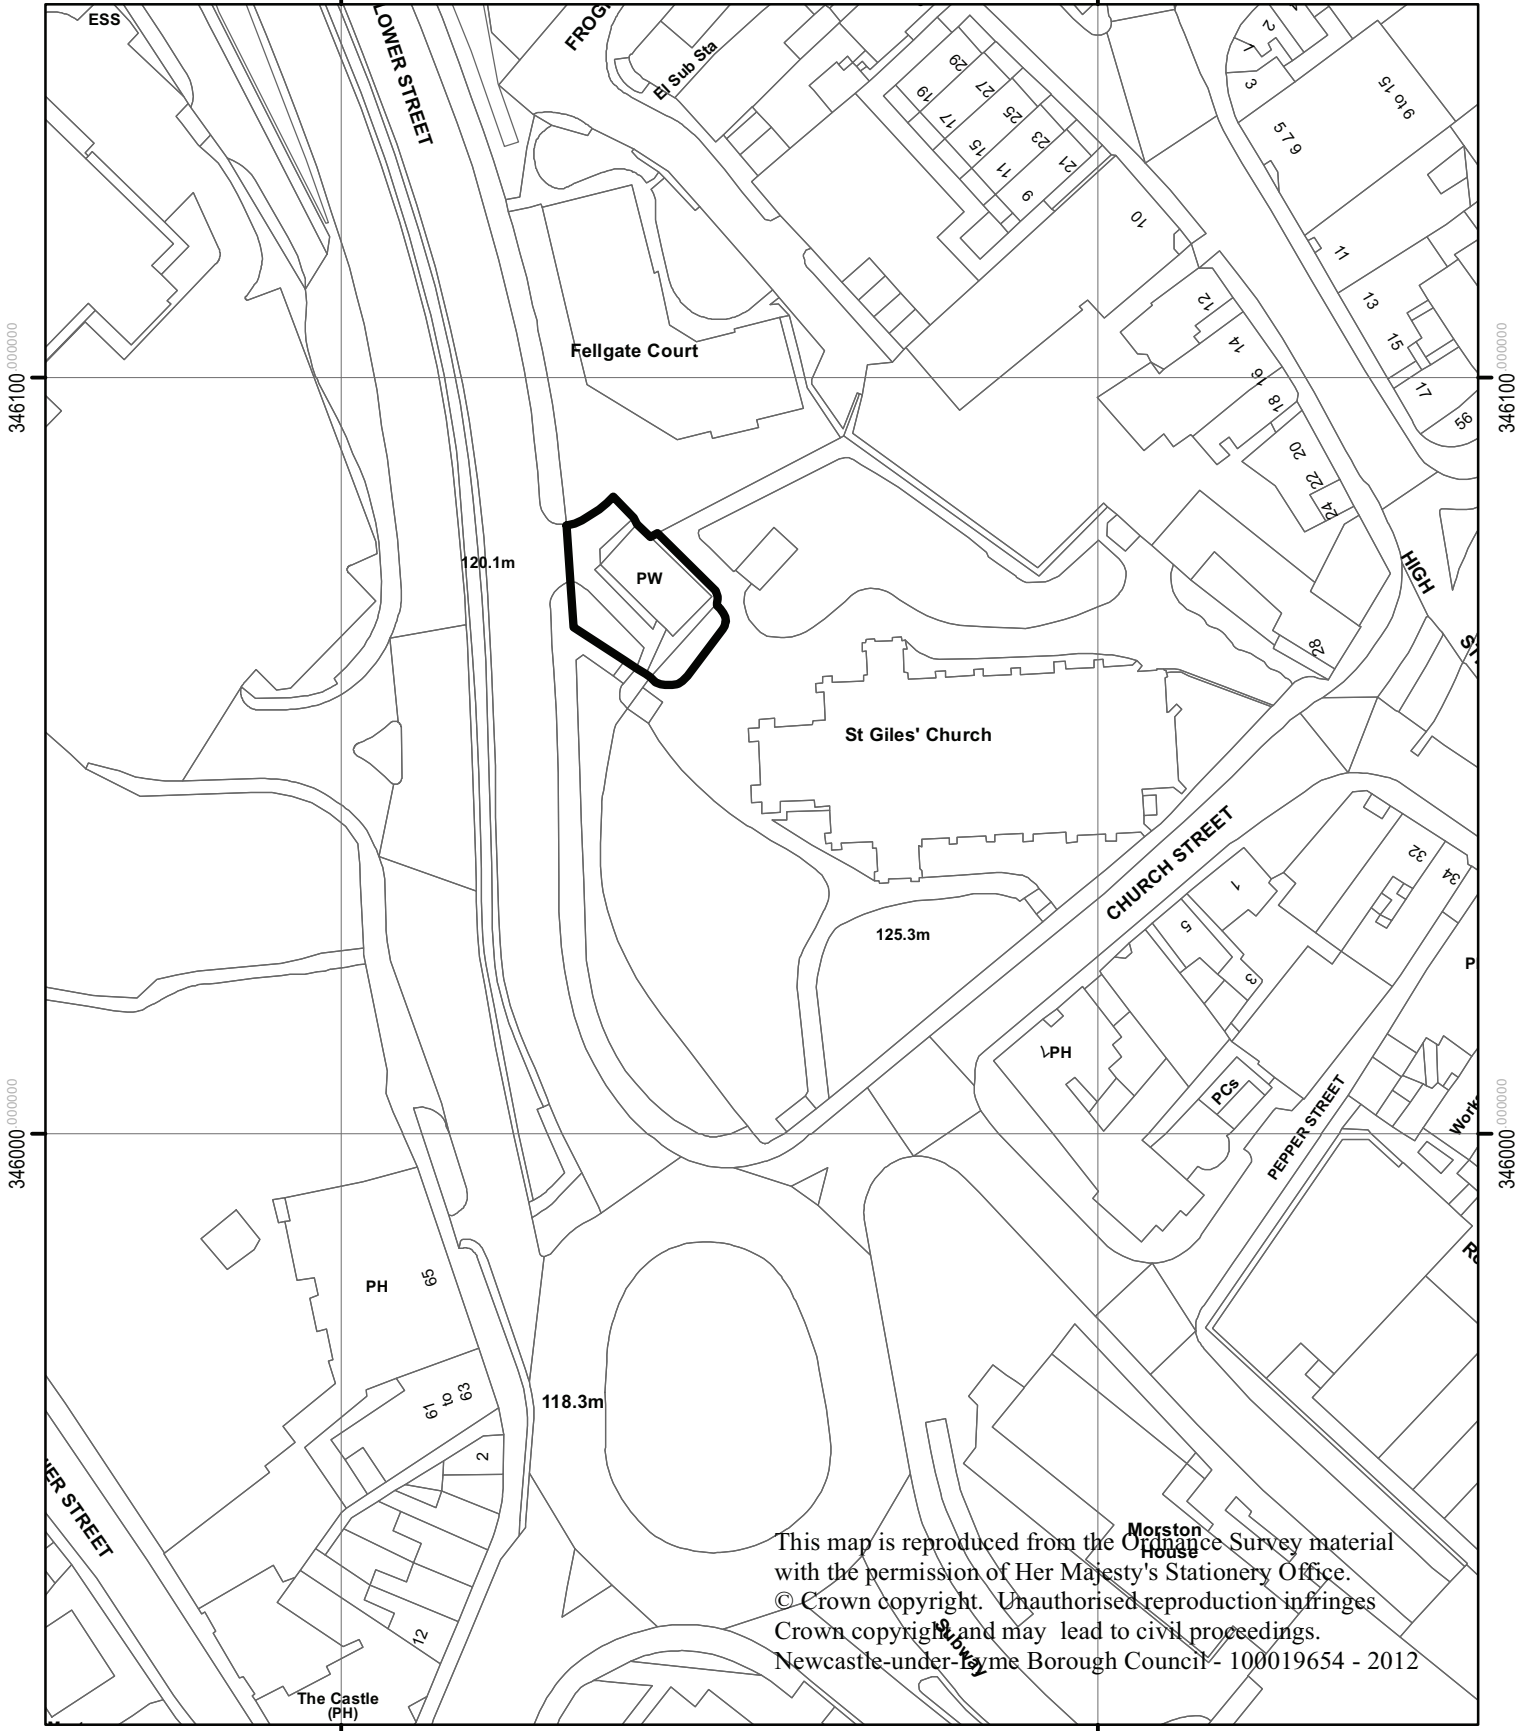 ESS
LOWER STREET
El Sub Sta
29
27
25
23
21
19
17
15
11
9
2
3
5 7 9
9 to 15
10
11
12
13
14
15
16
17
18
56
20
22
24
Fellgate Court
346100.000000
346100.000000
120.1m
PW
HIGH
28
St Giles' Church
CHURCH STREET
32
34
1
5
3
125.3m
PH
PCs
PEPPER STREET
346000.000000
346000.000000
PH
65
118.3m
61
to
63
2
12
The Castle
(PH)
Morston
House
Subway
This map is reproduced from the Ordnance Survey material
with the permission of Her Majesty's Stationery Office.
© Crown copyright. Unauthorised reproduction infringes
Crown copyright and may lead to civil proceedings.
Newcastle-under-Lyme Borough Council - 100019654 - 2012